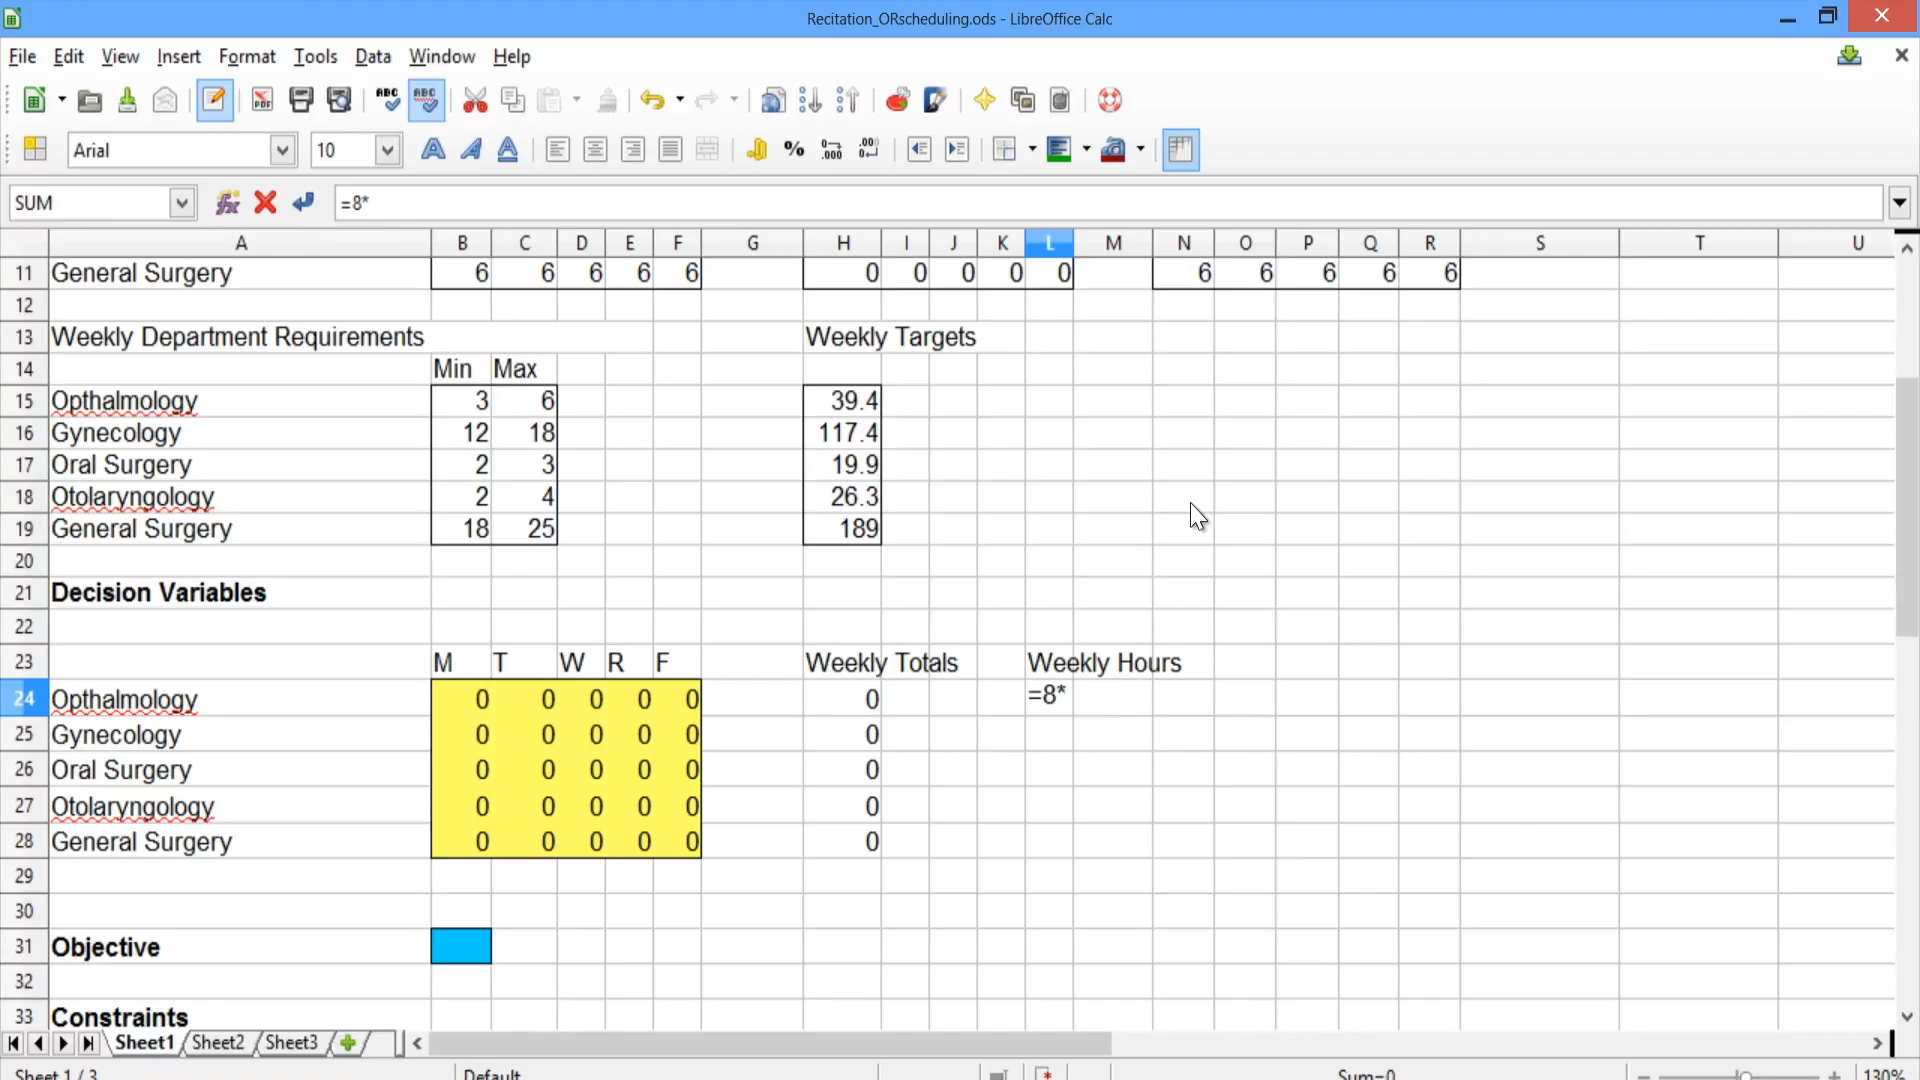 Recitation_ORscheduling.ods - LibreOffice Calc
File Edit View Insert Format Tools Data Window Help
Arial 10
SUM =8*
A B C D E F G H I J K L M N O P Q R S T U
11 General Surgery 6 6 6 6 6 0 0 0 0 0 6 6 6 6 6
12
13 Weekly Department Requirements Weekly Targets
14 Min Max
15 Opthalmology 3 6 39.4
16 Gynecology 12 18 117.4
17 Oral Surgery 2 3 19.9
18 Otolaryngology 2 4 26.3
19 General Surgery 18 25 189
20
21 Decision Variables
22
23 M T W R F Weekly Totals Weekly Hours
24 Opthalmology 0 0 0 0 0 0 =8*
25 Gynecology 0 0 0 0 0 0
26 Oral Surgery 0 0 0 0 0 0
27 Otolaryngology 0 0 0 0 0 0
28 General Surgery 0 0 0 0 0 0
29
30
31 Objective
32
33 Constraints
Sheet1 Sheet2 Sheet3
Sheet 1 / 3 Default Sum=0 130%